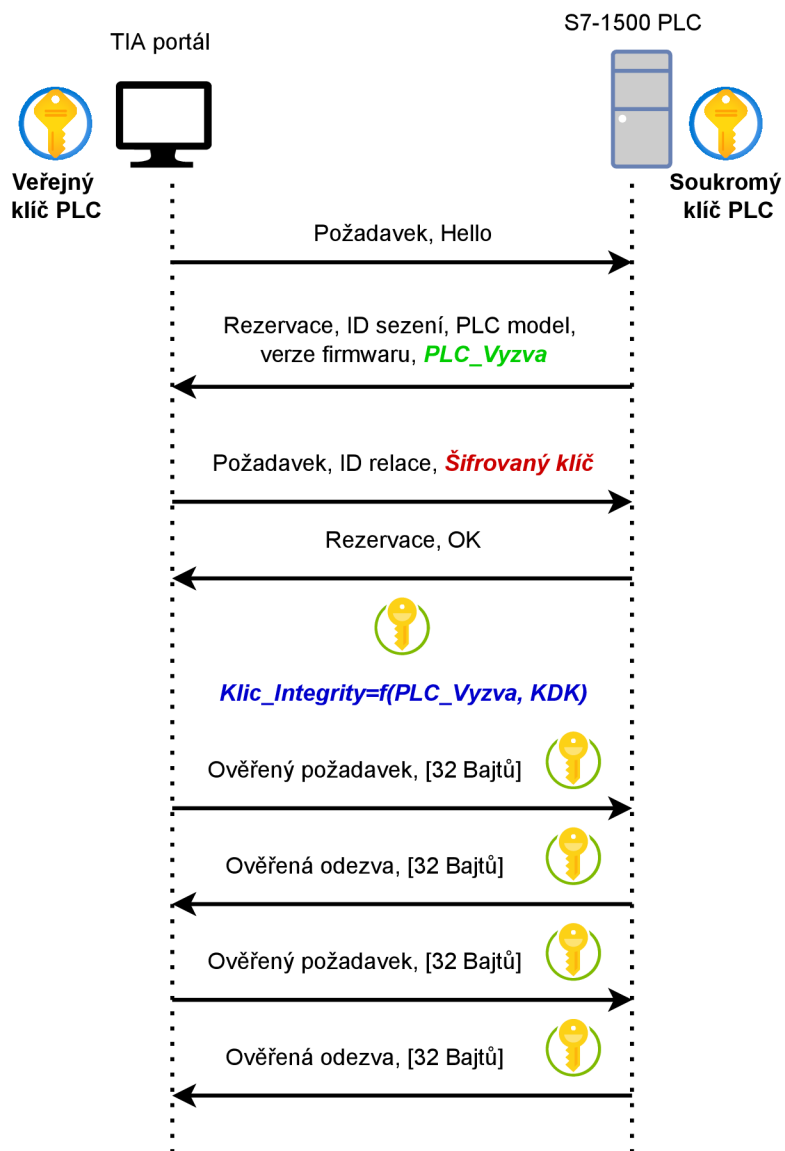 S7-1500 PLC
TIA portál
Veřejný
klíč PLC
Soukromý
klíč PLC
Požadavek, Hello
Rezervace, ID sezení, PLC model,
verze firmwaru, PLC_Vyzva
Požadavek, ID relace, Šifrovaný klíč
Rezervace, OK
Klic_Integrity=f(PLC_Vyzva, KDK)
Ověřený požadavek, [32 Bajtů]
Ověřená odezva, [32 Bajtů]
Ověřený požadavek, [32 Bajtů]
Ověřená odezva, [32 Bajtů]